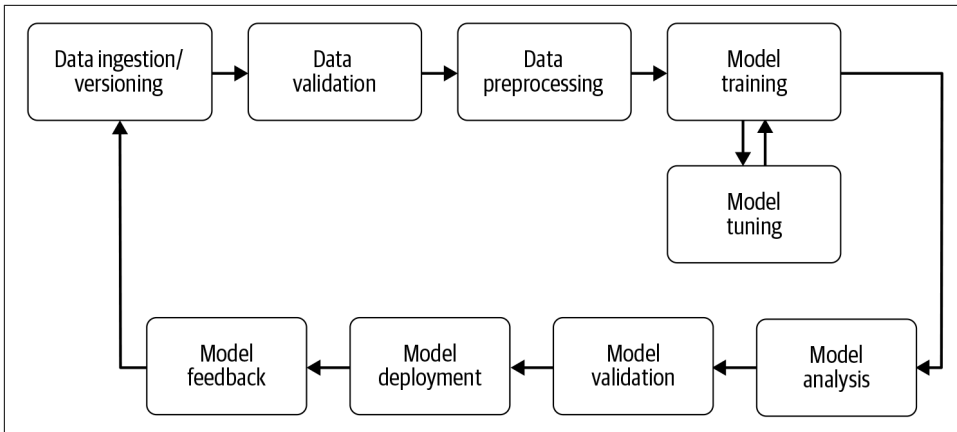 Data ingestion/
versioning
Data
validation
Data
preprocessing
Model
training
Model
tuning
Model
feedback
Model
deployment
Model
validation
Model
analysis